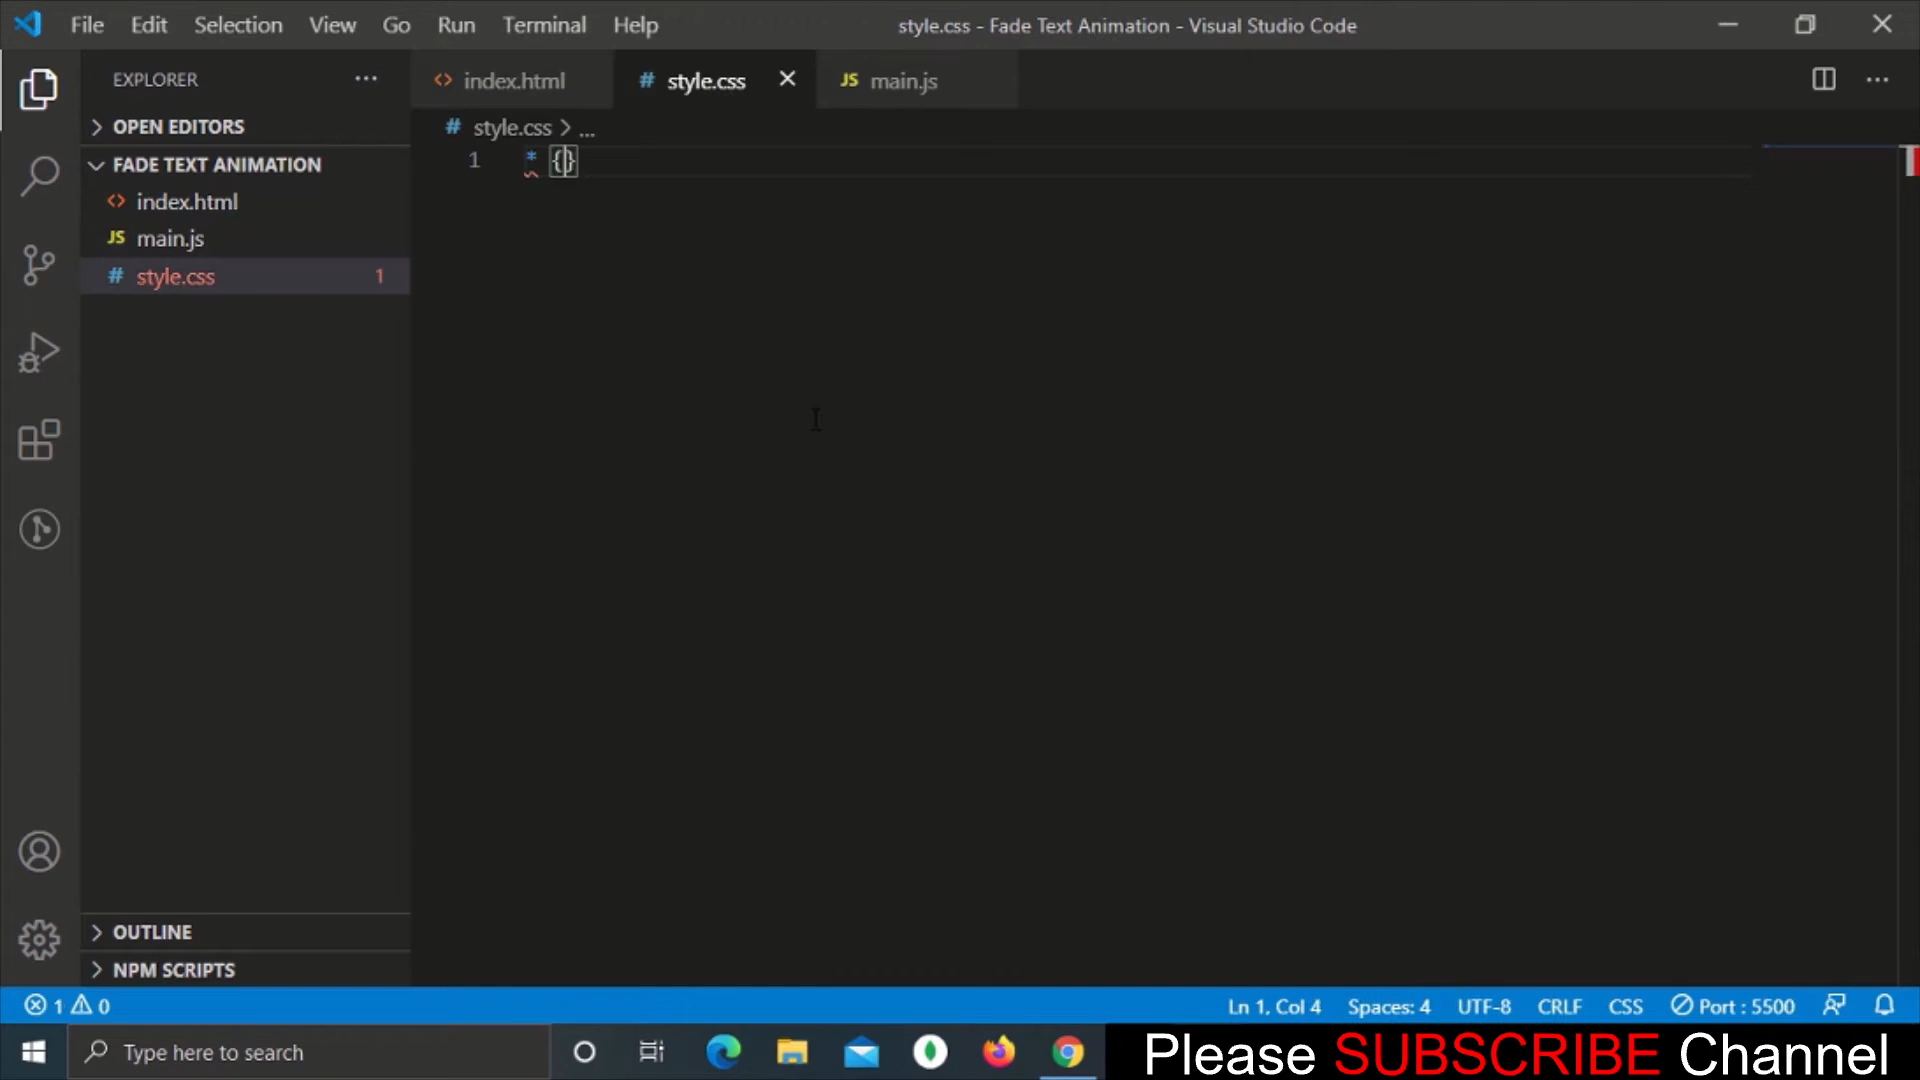 File Edit Selection View Go Run Terminal Help style.css - Fade Text Animation - Visual Studio Code
EXPLORER ...
<> index.html # style.css × JS main.js
> OPEN EDITORS
# style.css > ...
FADE TEXT ANIMATION
1 * {}
<> index.html
JS main.js
# style.css 1
> OUTLINE
> NPM SCRIPTS
1 0 Ln 1, Col 4 Spaces: 4 UTF-8 CRLF CSS Port : 5500
Type here to search
Please SUBSCRIBE Channel